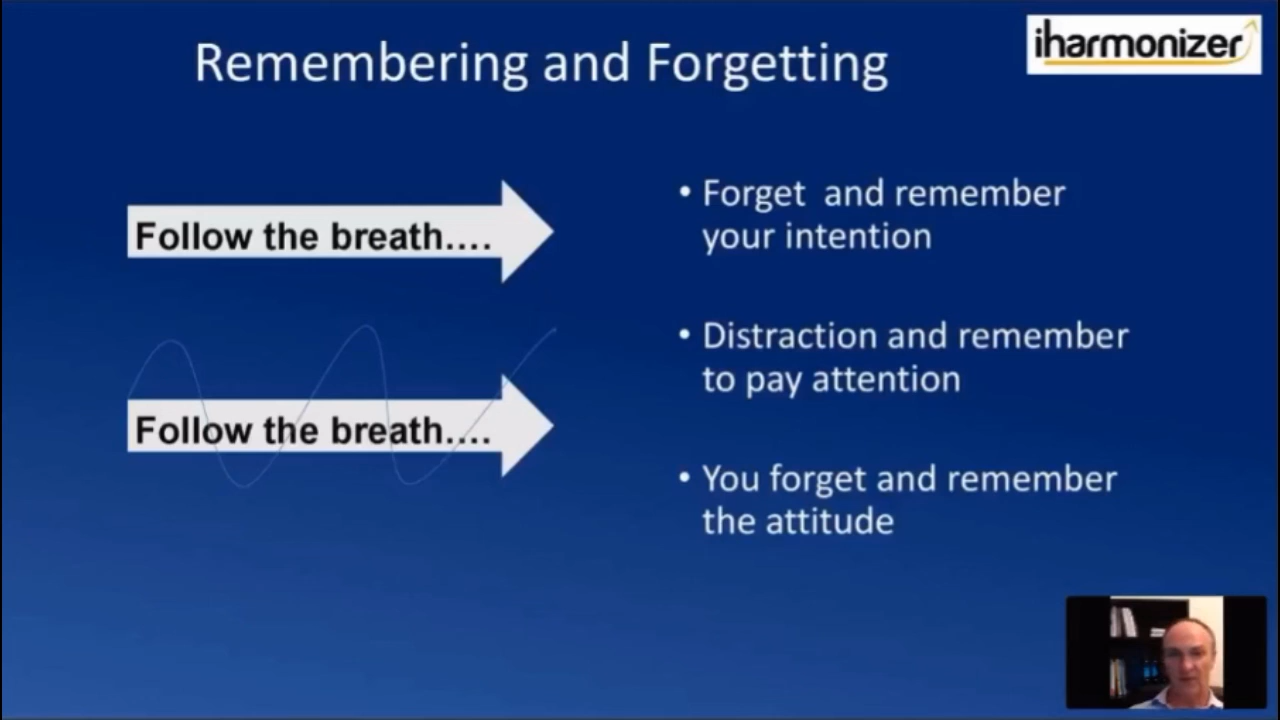 Remembering and Forgetting
iharmonizer
Follow the breath....
Follow the breath....
• Forget and remember
your intention
• Distraction and remember
to pay attention
• You forget and remember
the attitude